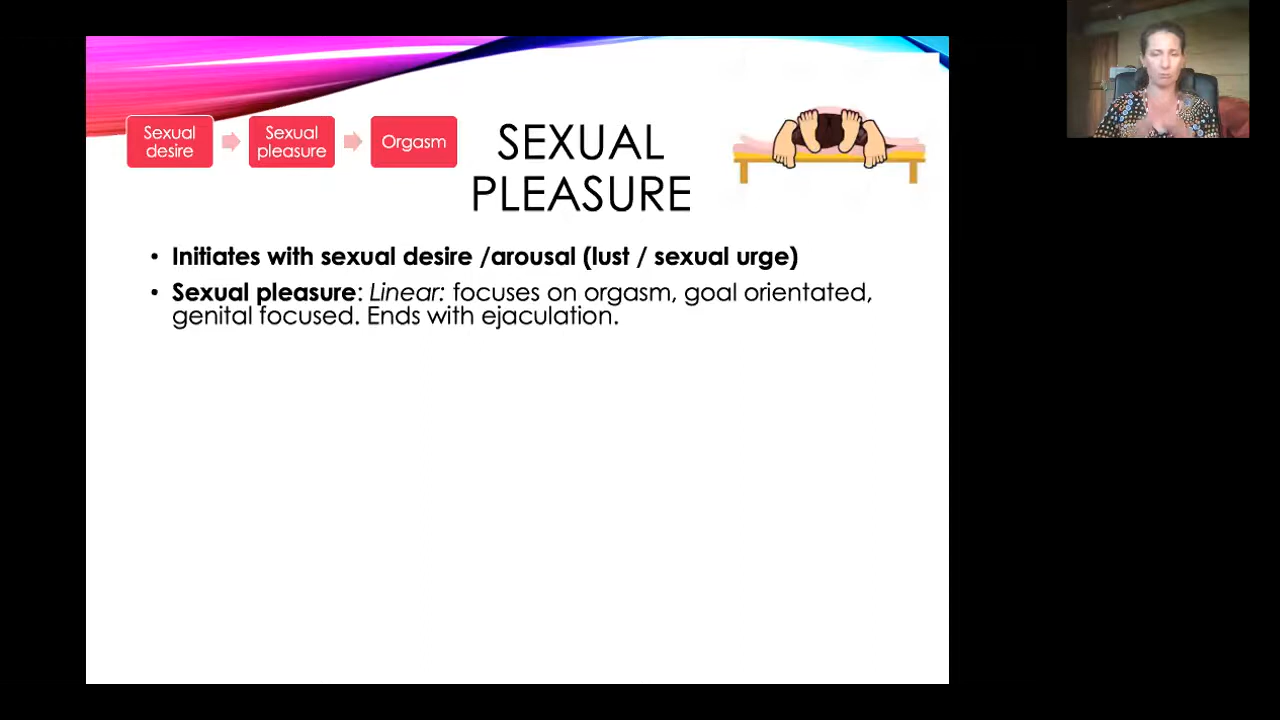 Sexual
desire
Sexual
pleasure
Orgasm
SEXUAL
PLEASURE
• Initiates with sexual desire /arousal (lust / sexual urge)
• Sexual pleasure: Linear: focuses on orgasm, goal orientated,
genital focused. Ends with ejaculation.